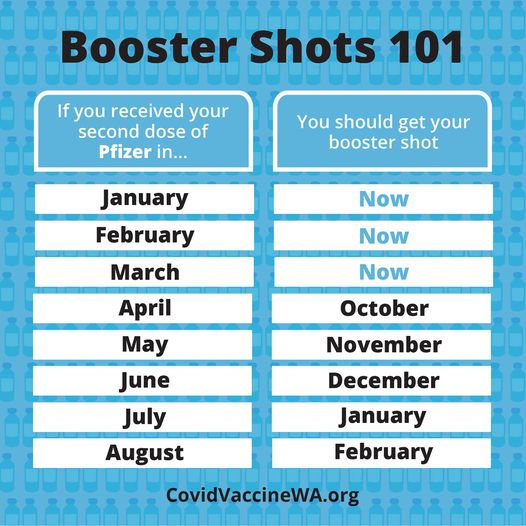 Booster Shots 101
If you received your
second dose of
Pfizer in...
You should get your
booster shot
January Now
February Now
March Now
April October
May November
June December
July January
August February
CovidVaccineWA.org